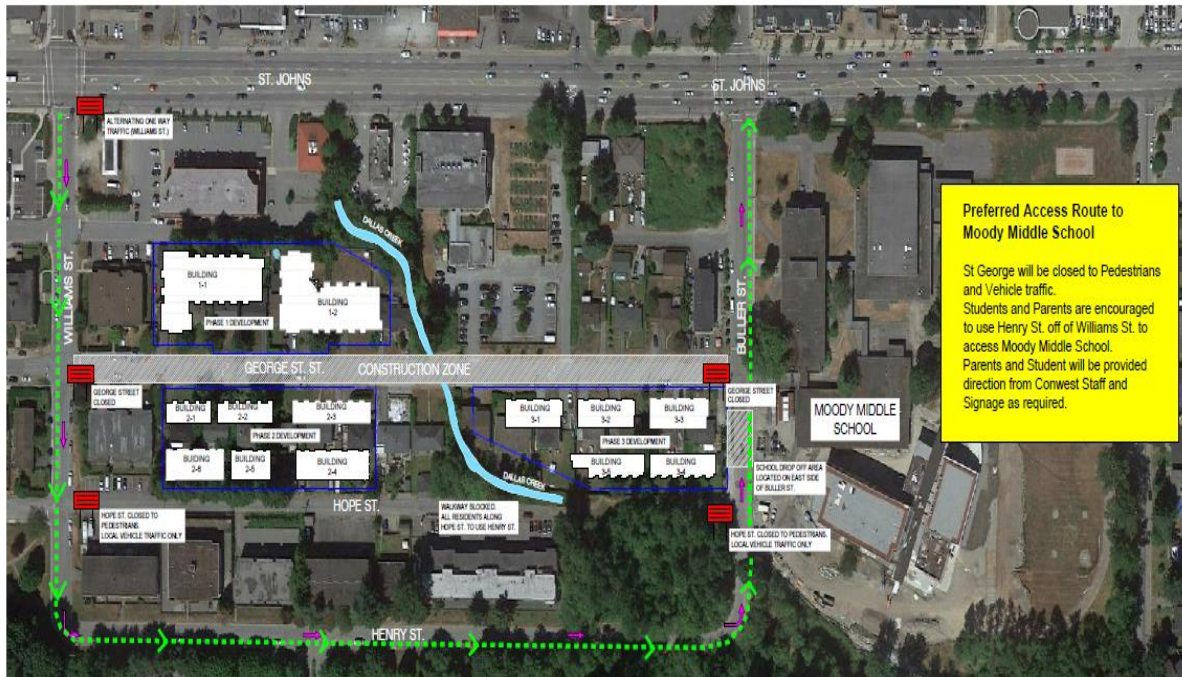 ST. JOHNS
ST. JOHNS
ALTERNATING ONE WAY
TRAFFIC (WILLIAMS ST.)
WILLIAMS ST.
DALLAS CREEK
BULLER ST.
BUILDING
1-1
BUILDING
1-2
PHASE 1 DEVELOPMENT
Preferred Access Route to
Moody Middle School
St George will be closed to Pedestrians
and Vehicle traffic.
Students and Parents are encouraged
to use Henry St. off of Williams St. to
access Moody Middle School.
Parents and Student will be provided
direction from Conwest Staff and
Signage as required.
GEORGE ST. ST.
CONSTRUCTION ZONE
GEORGE STREET
CLOSED
GEORGE STREET
CLOSED
BUILDING
2-1
BUILDING
2-2
BUILDING
2-3
PHASE 2 DEVELOPMENT
BUILDING
2-6
BUILDING
2-5
BUILDING
2-4
BUILDING
3-1
BUILDING
3-2
BUILDING
3-3
PHASE 3 DEVELOPMENT
BUILDING
3-5
BUILDING
3-4
MOODY MIDDLE
SCHOOL
SCHOOL DROP OFF AREA
LOCATED ON EAST SIDE
OF BULLER ST.
DALLAS CREEK
HOPE ST.
WALKWAY BLOCKED.
ALL RESIDENTS ALONG
HOPE ST. TO USE HENRY ST.
HOPE ST. CLOSED TO
PEDESTRIANS.
LOCAL VEHICLE TRAFFIC ONLY
HOPE ST. CLOSED TO PEDESTRIANS.
LOCAL VEHICLE TRAFFIC ONLY
HENRY ST.